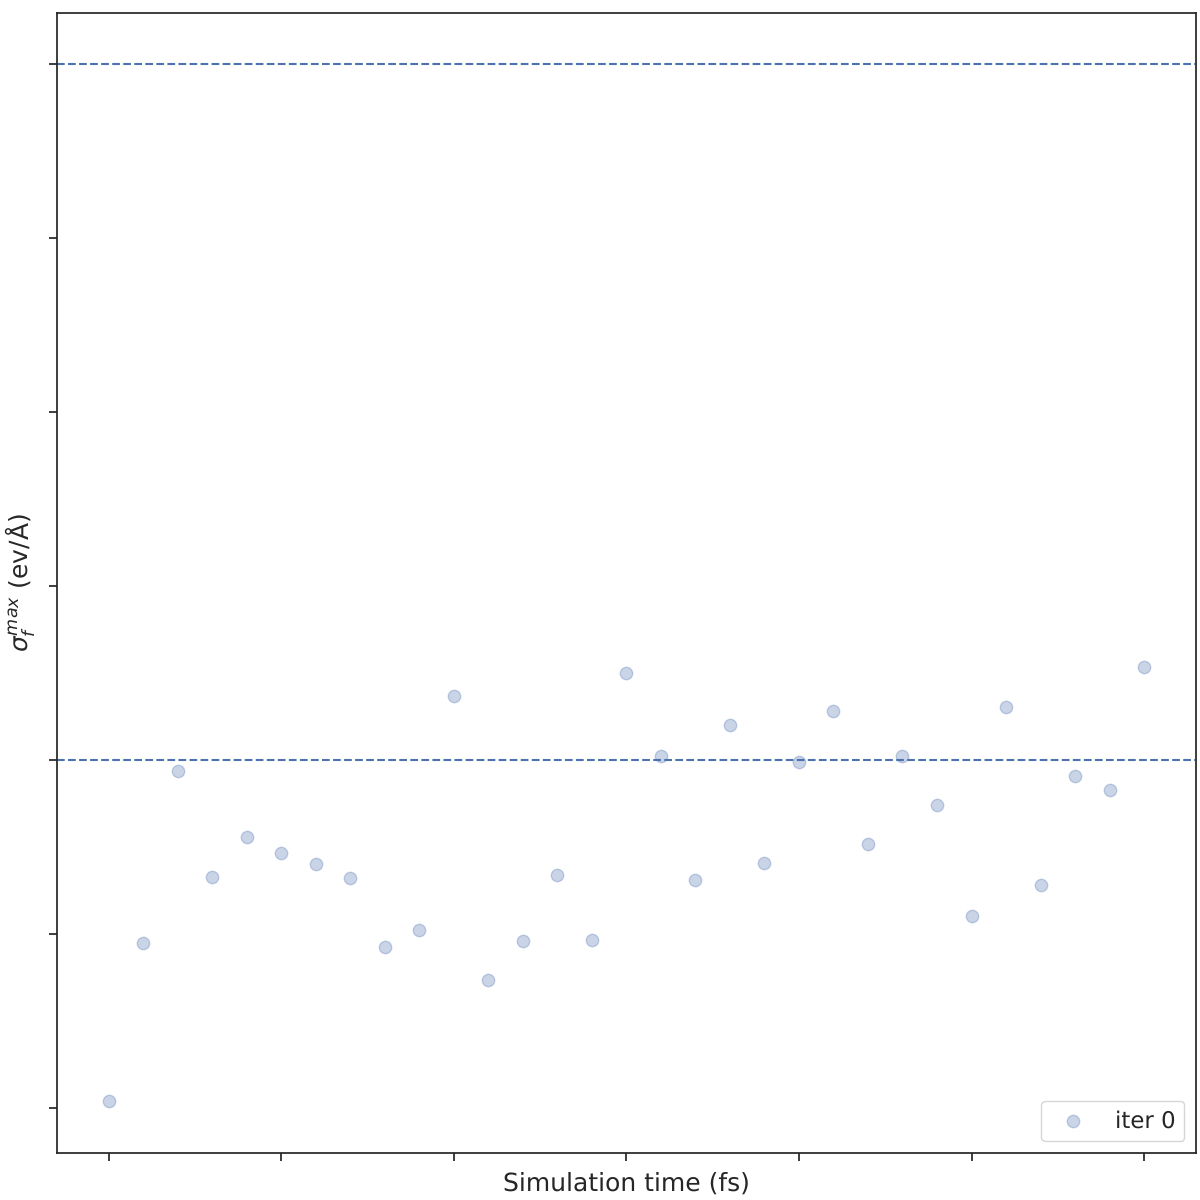 σ_f^{max} (ev/Å)
iter 0
Simulation time (fs)